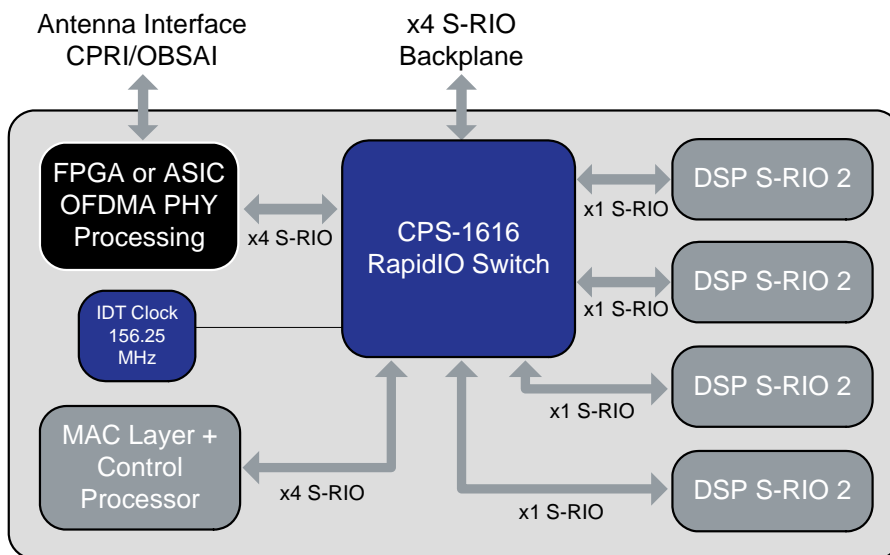 Antenna Interface
CPRI/OBSAI
x4 S-RIO
Backplane
FPGA or ASIC
OFDMA PHY
Processing
x4 S-RIO
CPS-1616
RapidIO Switch
x1 S-RIO
DSP S-RIO 2
x1 S-RIO
DSP S-RIO 2
IDT Clock
156.25
MHz
x1 S-RIO
DSP S-RIO 2
MAC Layer +
Control
Processor
x4 S-RIO
x1 S-RIO
DSP S-RIO 2